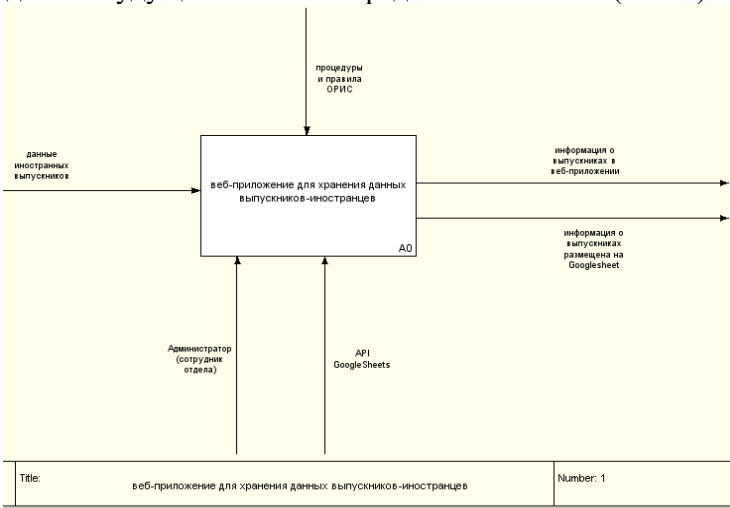 процедуры
и правила
ОРИС
данные
иностранных
выпускников
веб-приложение для хранения данных
выпускников-иностранцев
A0
информация о
выпускниках в
веб-приложении
информация о
выпускниках
размещена на
Googlesheet
Администратор
(сотрудник
отдела)
API
GoogleSheets
Title:
веб-приложение для хранения данных выпускников-иностранцев
Number: 1